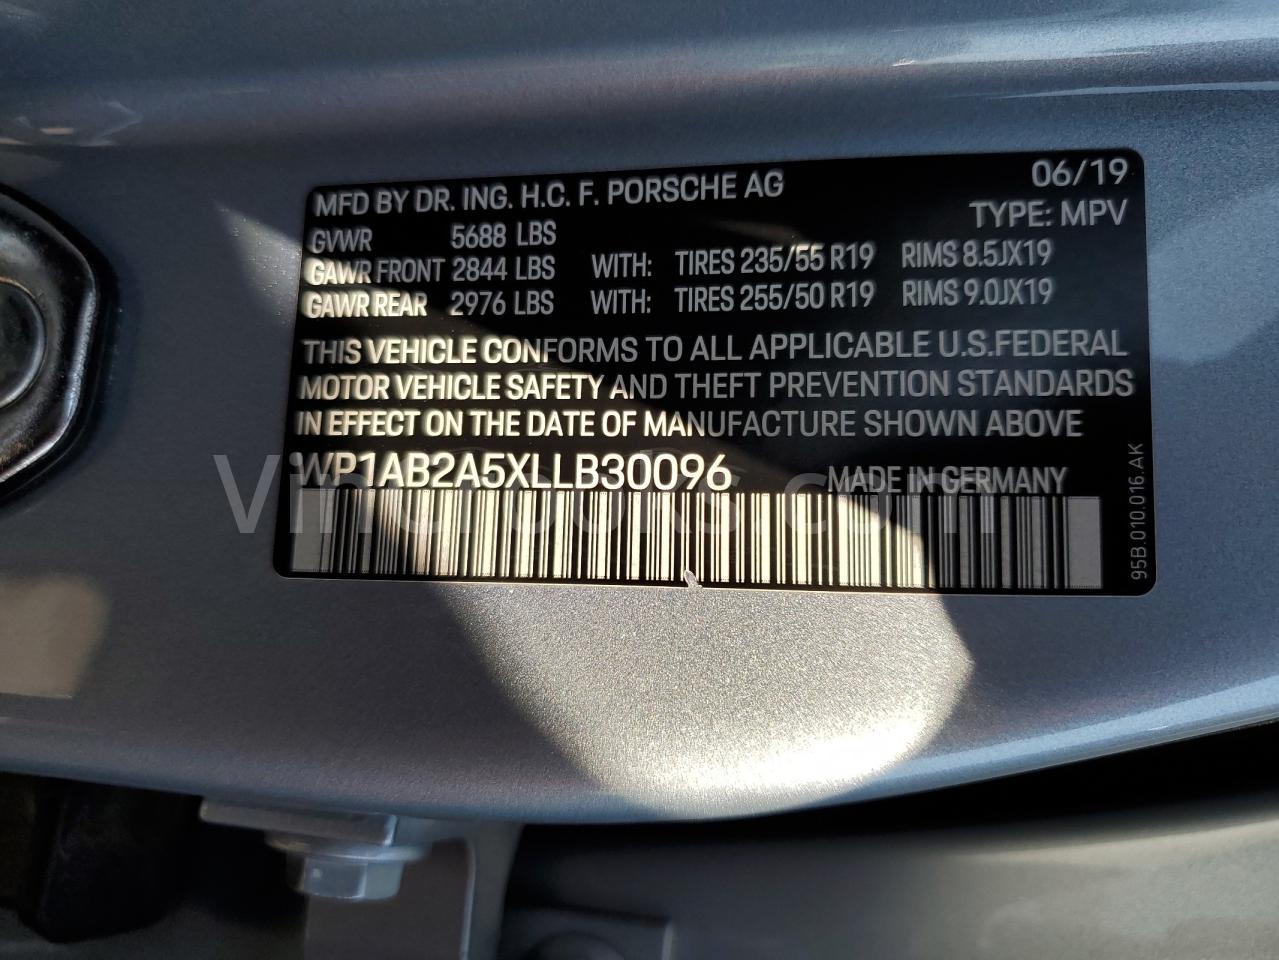 MFD BY DR. ING. H.C. F. PORSCHE AG 06/19
TYPE: MPV
GVWR 5688 LBS
GAWR FRONT 2844 LBS WITH: TIRES 235/55 R19 RIMS 8.5JX19
GAWR REAR 2976 LBS WITH: TIRES 255/50 R19 RIMS 9.0JX19
THIS VEHICLE CONFORMS TO ALL APPLICABLE U.S.FEDERAL
MOTOR VEHICLE SAFETY AND THEFT PREVENTION STANDARDS
IN EFFECT ON THE DATE OF MANUFACTURE SHOWN ABOVE
WP1AB2A5XLLB30096 MADE IN GERMANY
95B.010.016.AK